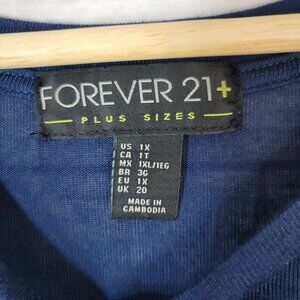 FOREVER 21+
PLUS SIZES
US 1X
CA 1T
MX 1XL/1EG
BR 3G
EU 1X
UK 20
MADE IN
CAMBODIA